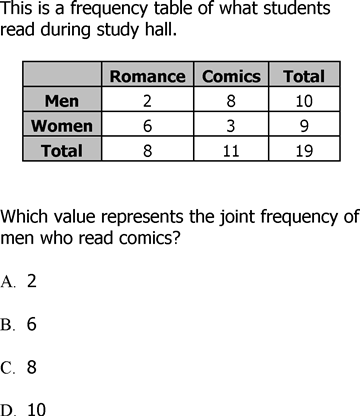 This is a frequency table of what students
read during study hall.
Romance Comics Total
Men 2 8 10
Women 6 3 9
Total 8 11 19
Which value represents the joint frequency of
men who read comics?
A. 2
B. 6
C. 8
D. 10